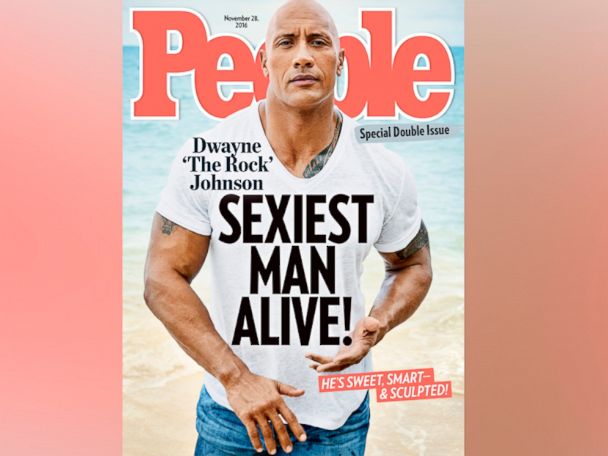 November 28,
2016
People
Special Double Issue
Dwayne
‘The Rock’
Johnson
SEXIEST
MAN
ALIVE!
HE'S SWEET, SMART–
& SCULPTED!